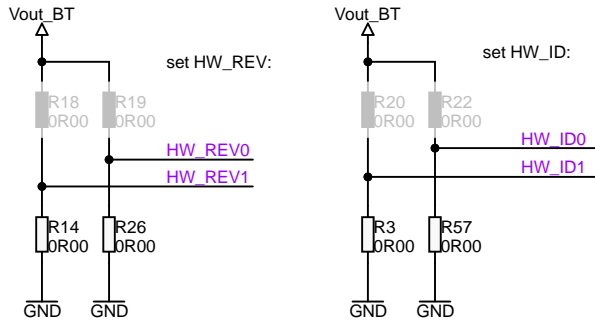 Vout_BT
set HW_REV:
R18
0R00
R19
0R00
HW_REV0
HW_REV1
R14
0R00
R26
0R00
GND
GND
Vout_BT
set HW_ID:
R20
0R00
R22
0R00
HW_ID0
HW_ID1
R3
0R00
R57
0R00
GND
GND